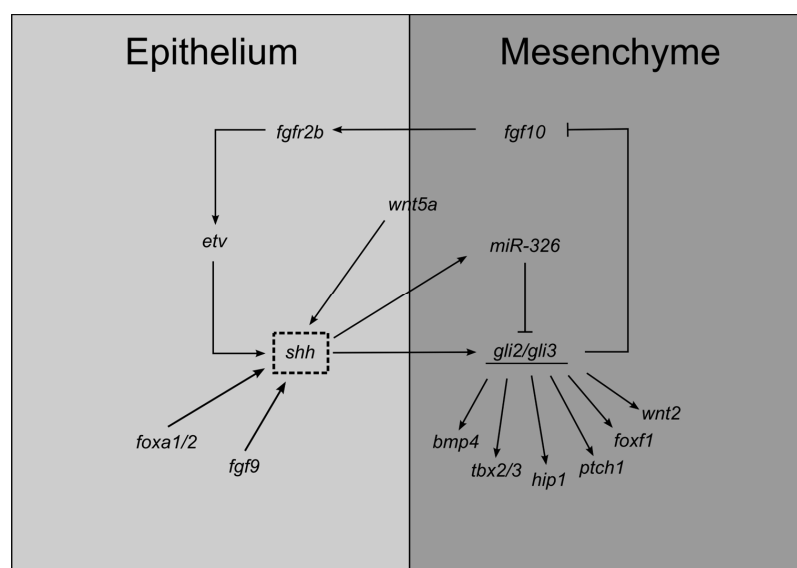 Epithelium
Mesenchyme
fgfr2b
fgf10
wnt5a
etv
miR-326
shh
gli2/gli3
wnt2
foxa1/2
bmp4
foxf1
fgf9
tbx2/3
ptch1
hip1